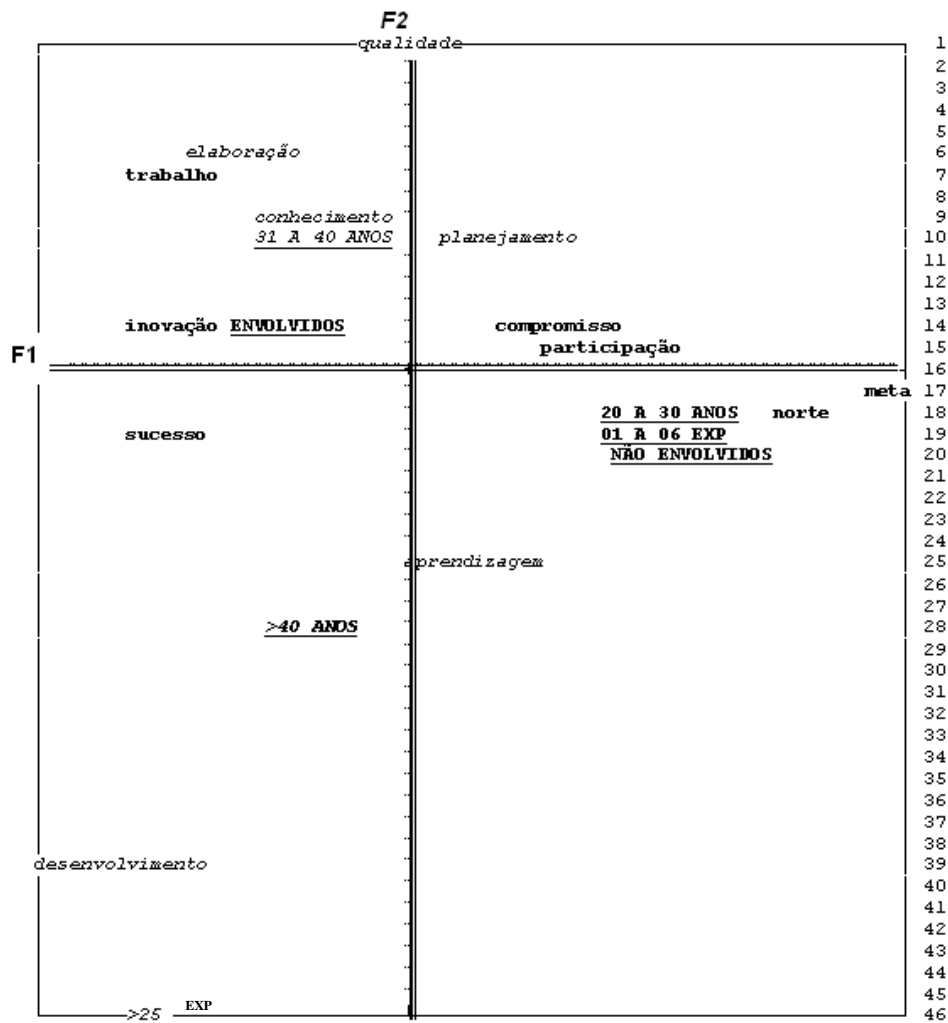 F2
qualidade 1
2
3
4
5
elaboração 6
trabalho 7
8
conhecimento 9
31 A 40 ANOS planejamento 10
11
12
13
inovação ENVOLVIDOS compromisso 14
participação 15
F1 16
meta 17
20 A 30 ANOS norte 18
sucesso 01 A 06 EXP 19
NÃO ENVOLVIDOS 20
21
22
23
24
aprendizagem 25
26
27
>40 ANOS 28
29
30
31
32
33
34
35
36
37
38
desenvolvimento 39
40
41
42
43
44
45
>25 EXP 46